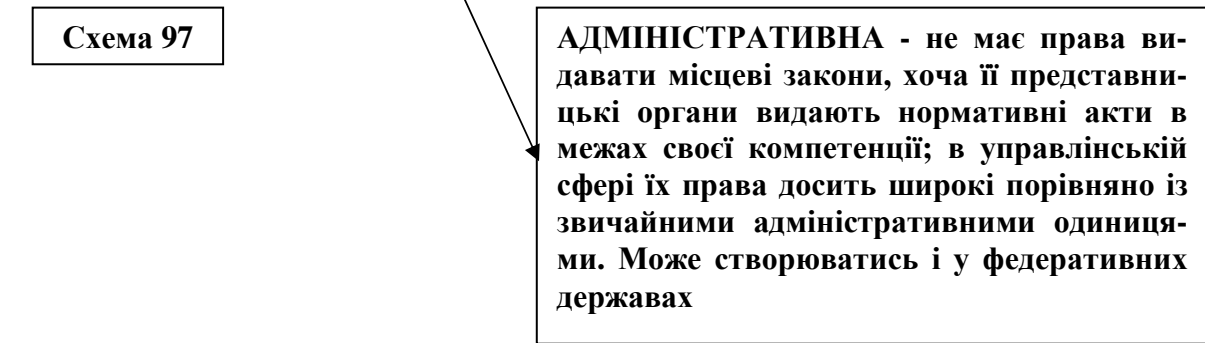 Схема 97
АДМІНІСТРАТИВНА - не має права ви-
давати місцеві закони, хоча її представни-
цькі органи видають нормативні акти в
межах своєї компетенції; в управлінській
сфері їх права досить широкі порівняно із
звичайними адміністративними одиниця-
ми. Може створюватись і у федеративних
державах